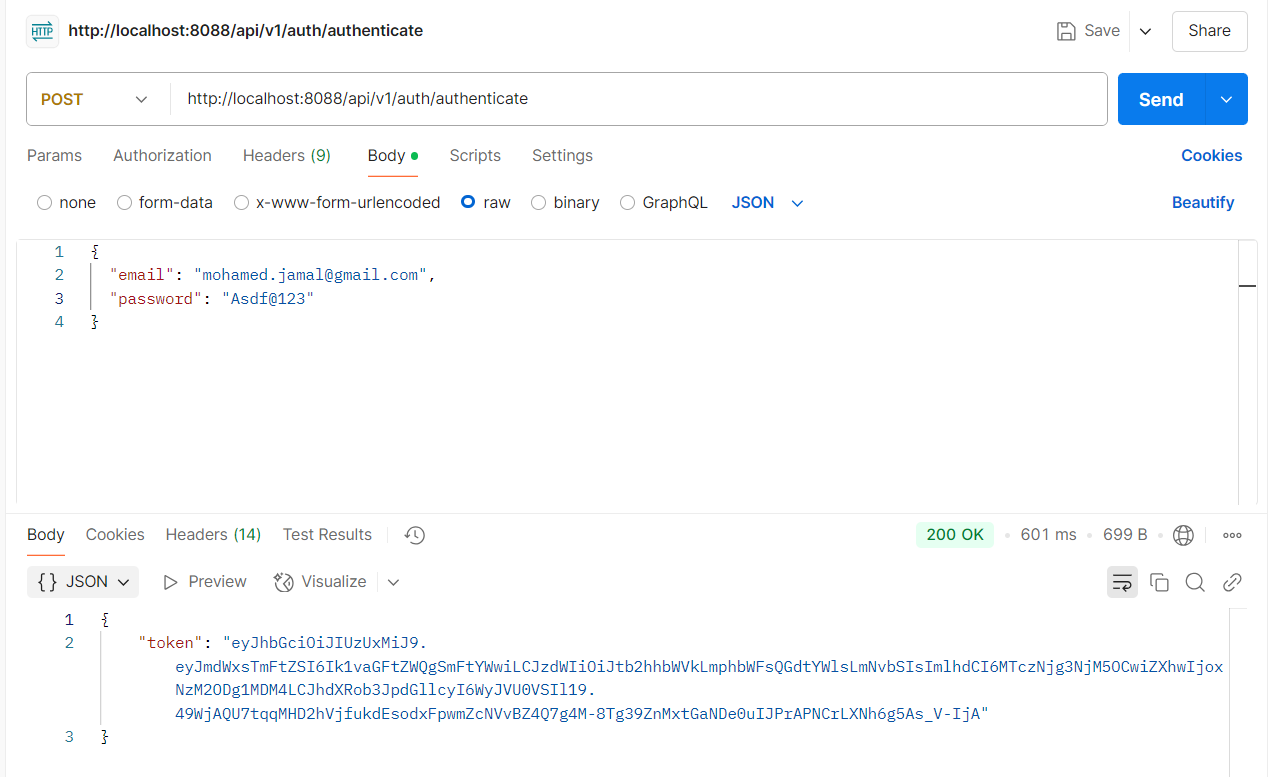 HTTP http://localhost:8088/api/v1/auth/authenticate Save Share
POST http://localhost:8088/api/v1/auth/authenticate Send
Params Authorization Headers (9) Body Scripts Settings Cookies
none form-data x-www-form-urlencoded raw binary GraphQL JSON Beautify
1 {
2 "email": "mohamed.jamal@gmail.com",
3 "password": "Asdf@123"
4 }
Body Cookies Headers (14) Test Results 200 OK • 601 ms • 699 B •
{} JSON Preview Visualize
1 {
2 "token": "eyJhbGciOiJIUzUxMiJ9.
eyJmdWxsTmFtZSI6Ik1vaGFtZWQgSmFtYWwiLCJzdWIiOiJtb2hhbWVkLmphbWFsQGdtYWlsLmNvbSIsImlhdCI6MTczNjg3NjM5OCwiZXhwIjox
NzM2ODg1MDM4LCJhdXRob3JpdGllcyI6WyJVU0VSIl19.
49WjAQU7tqqMHD2hVjfukdEsodxFpwmZcNVvBZ4Q7g4M-8Tg39ZnMxtGaNDe0uIJPrAPNCrLXNh6g5As_V-IjA"
3 }